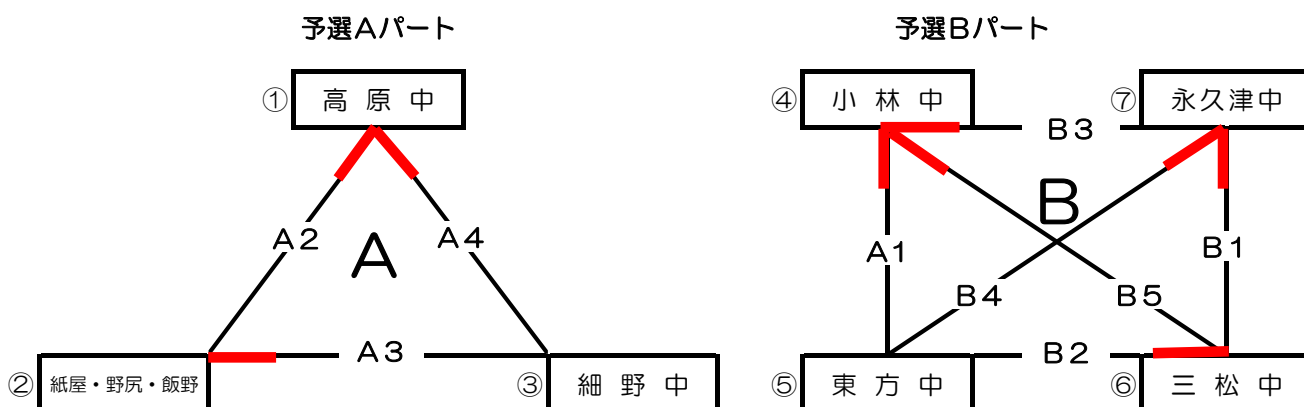 予選Aパート
① 高原中
A2
A
A4
② 紙屋・野尻・飯野
A3
③ 細野中
予選Bパート
④ 小林中
B3
⑦ 永久津中
B
A1
B1
B4
B5
⑤ 東方中
B2
⑥ 三松中